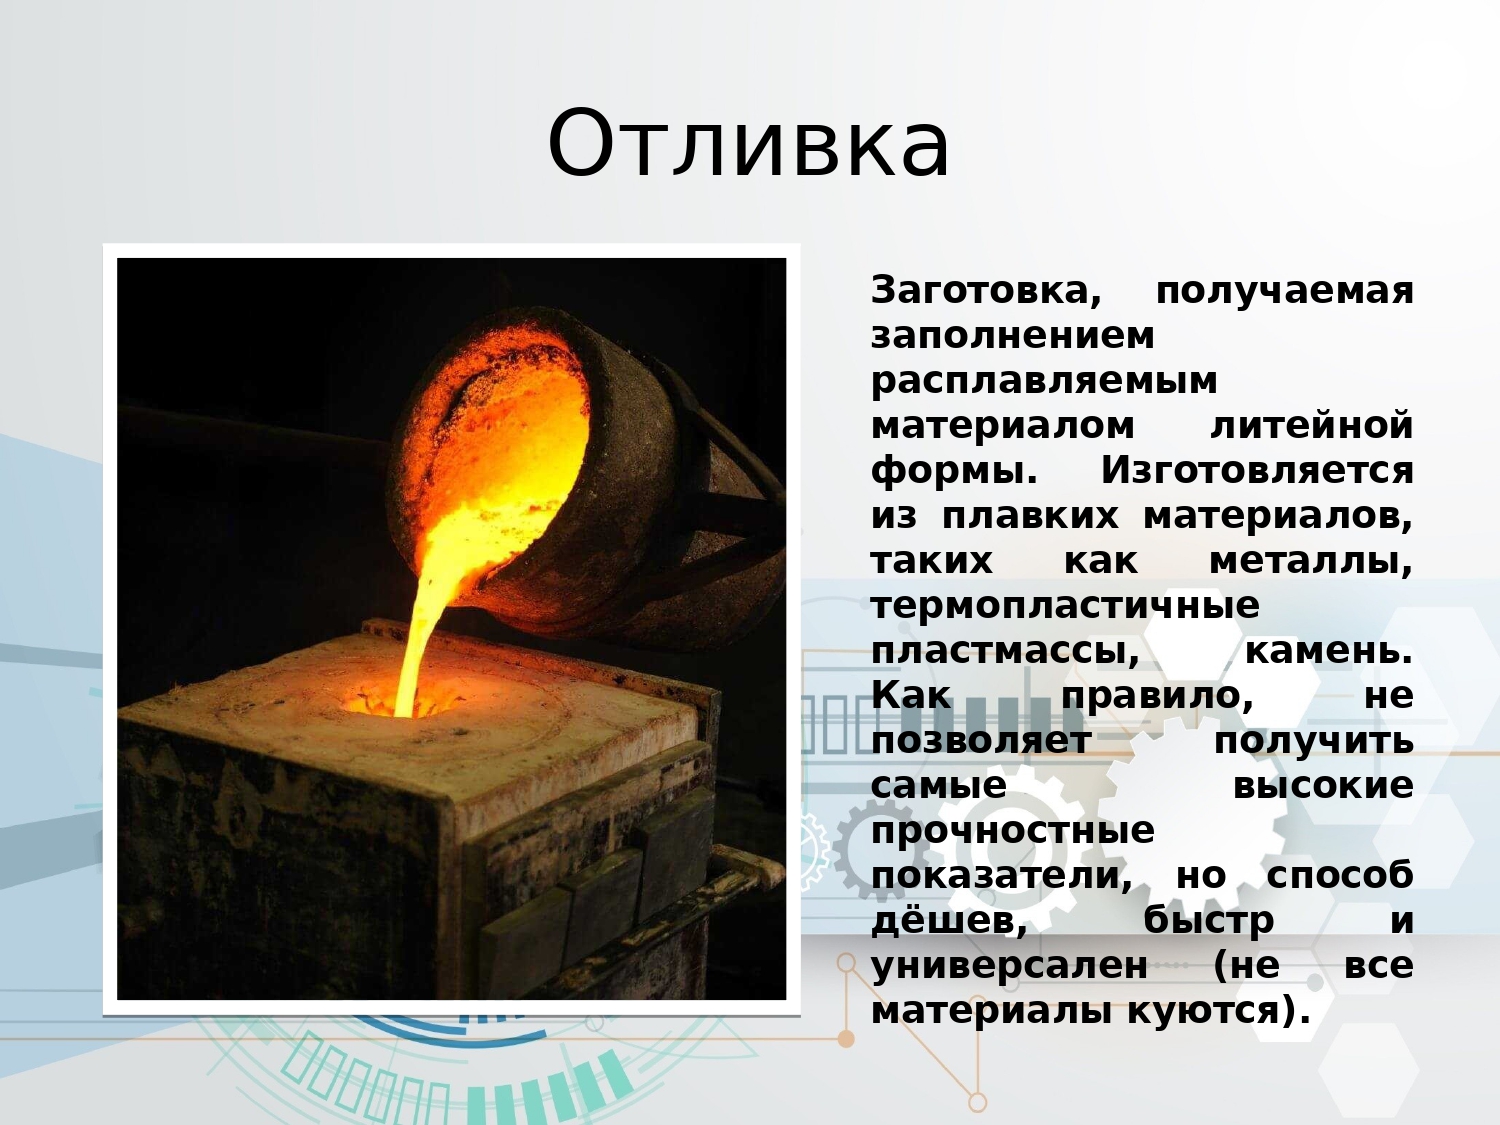 Отливка
Заготовка, получаемая
заполнением
расплавляемым
материалом литейной
формы. Изготовляется
из плавких материалов,
таких как металлы,
термопластичные
пластмассы, камень.
Как правило, не
позволяет получить
самые высокие
прочностные
показатели, но способ
дёшев, быстр и
универсален (не все
материалы куются).